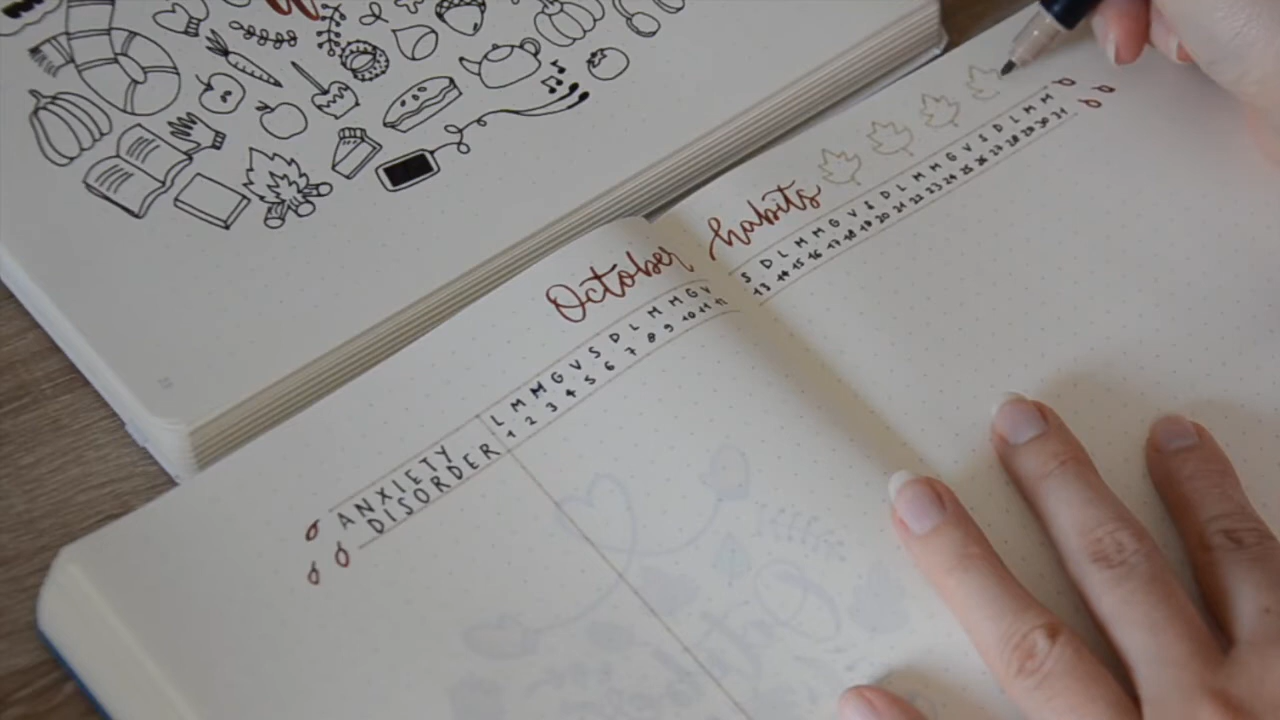 October habits
L M M G V S D L M M G V S D L M M G V S D L M M G V S D L M M
1 2 3 4 5 6 7 8 9 10 11 12 13 14 15 16 17 18 19 20 21 22 23 24 25 26 27 28 29 30 31
ANXIETY
DISORDER